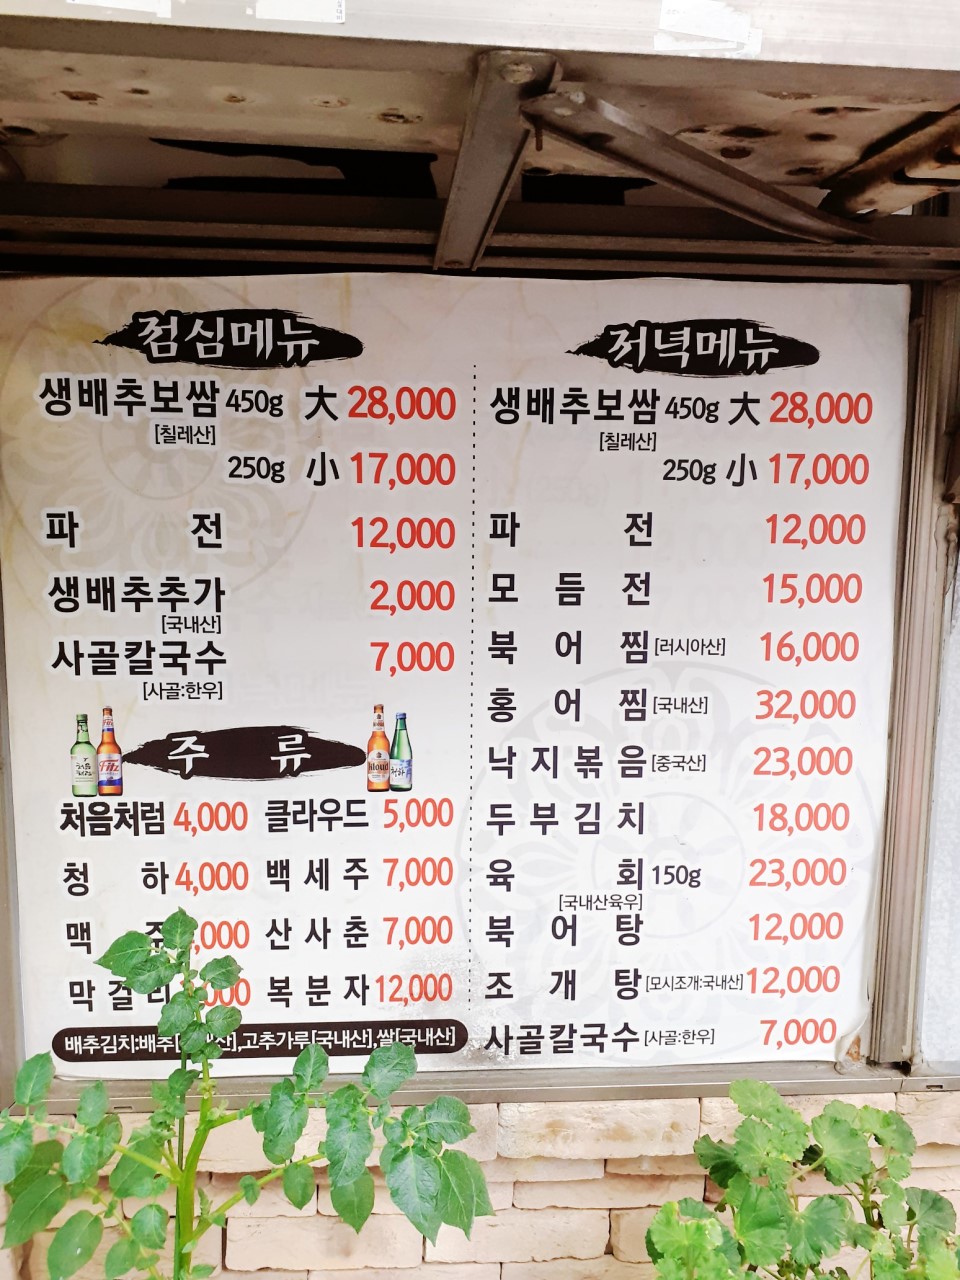 점심메뉴
생배추보쌈 450g 大 28,000
[칠레산]
250g 小 17,000
파 전 12,000
생배추추가 2,000
[국내산]
사골칼국수 7,000
[사골:한우]
주 류
처음처럼 4,000 클라우드 5,000
청 하 4,000 백 세 주 7,000
맥 주 ,000 산 사 춘 7,000
막 걸 리 ,000 복 분 자 12,000
배추김치:배추[국내산],고추가루[국내산],쌀[국내산]
저녁메뉴
생배추보쌈 450g 大 28,000
[칠레산]
250g 小 17,000
파 전 12,000
모 듬 전 15,000
북 어 찜 [러시아산] 16,000
홍 어 찜 [국내산] 32,000
낙 지 볶 음 [중국산] 23,000
두 부 김 치 18,000
육 회 150g 23,000
[국내산육우]
북 어 탕 12,000
조 개 탕 [모시조개:국내산] 12,000
사골칼국수 [사골:한우] 7,000